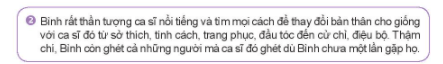 2 Bình rất thần tượng ca sĩ nổi tiếng và tìm mọi cách để thay đổi bản thân cho giống
với ca sĩ đó từ sở thích, tính cách, trang phục, đầu tóc đến cử chỉ, điệu bộ. Thậm
chí, Bình còn ghét cả những người mà ca sĩ đó ghét dù Bình chưa một lần gặp họ.